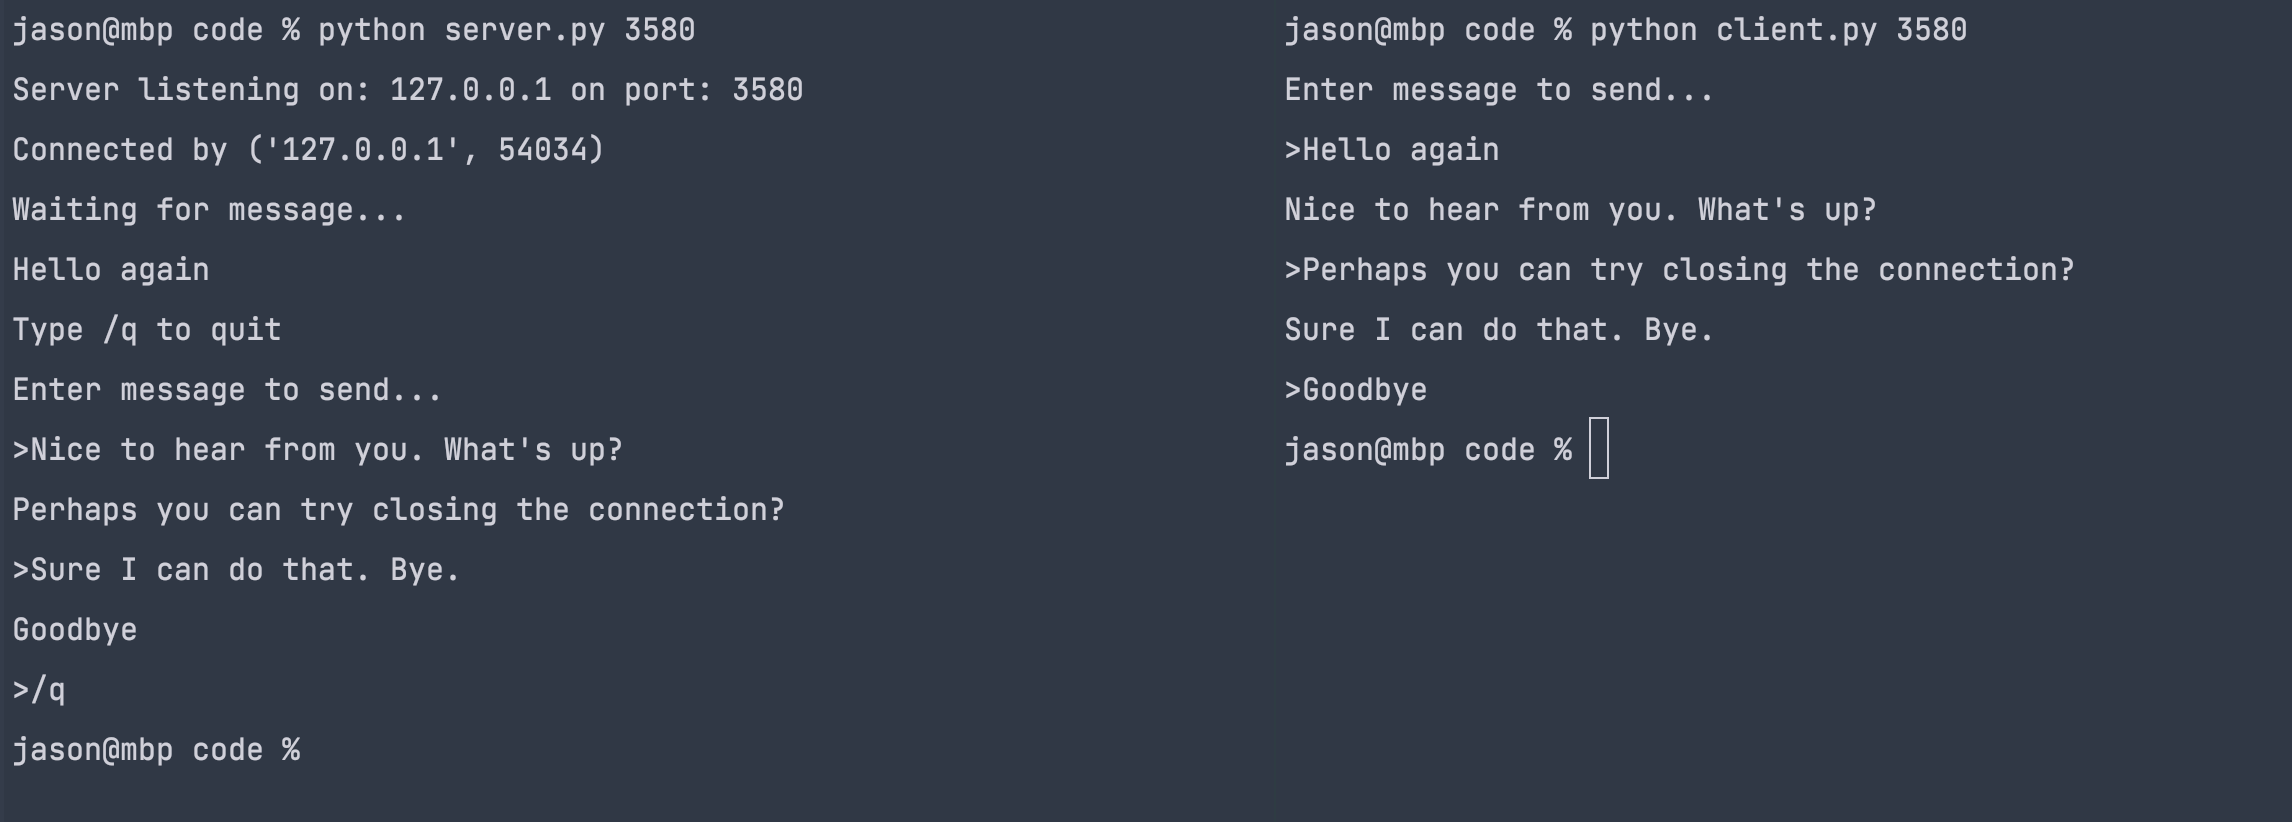 jason@mbp code % python server.py 3580
Server listening on: 127.0.0.1 on port: 3580
Connected by ('127.0.0.1', 54034)
Waiting for message...
Hello again
Type /q to quit
Enter message to send...
>Nice to hear from you. What's up?
Perhaps you can try closing the connection?
>Sure I can do that. Bye.
Goodbye
>/q
jason@mbp code %
jason@mbp code % python client.py 3580
Enter message to send...
>Hello again
Nice to hear from you. What's up?
>Perhaps you can try closing the connection?
Sure I can do that. Bye.
>Goodbye
jason@mbp code %